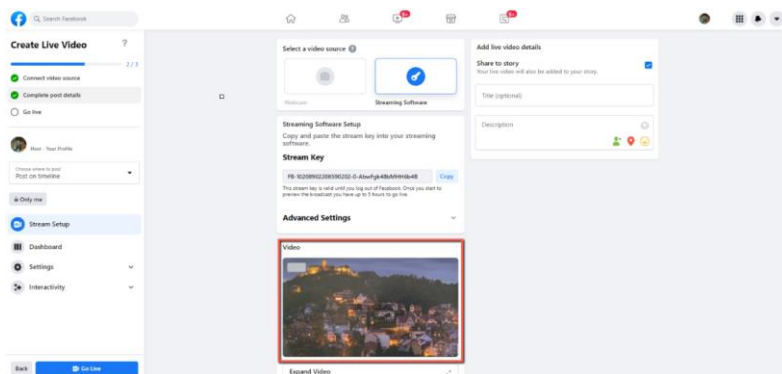 Search Facebook
9+
9+
Create Live Video
?
2 / 3
Connect video source
Complete post details
Go live
Host · Your Profile
Choose where to post
Post on timeline
Only me
Stream Setup
Dashboard
Settings
Interactivity
Back
Go Live
Select a video source
Webcam
Streaming Software
Streaming Software Setup
Copy and paste the stream key into your streaming
software.
Stream Key
Copy
This stream key is valid until you log out of Facebook. Once you start to
preview the broadcast you have up to 5 hours to go live.
Advanced Settings
Video
Expand Video
Add live video details
Share to story
Your live video will also be added to your story.
Title (optional)
Description